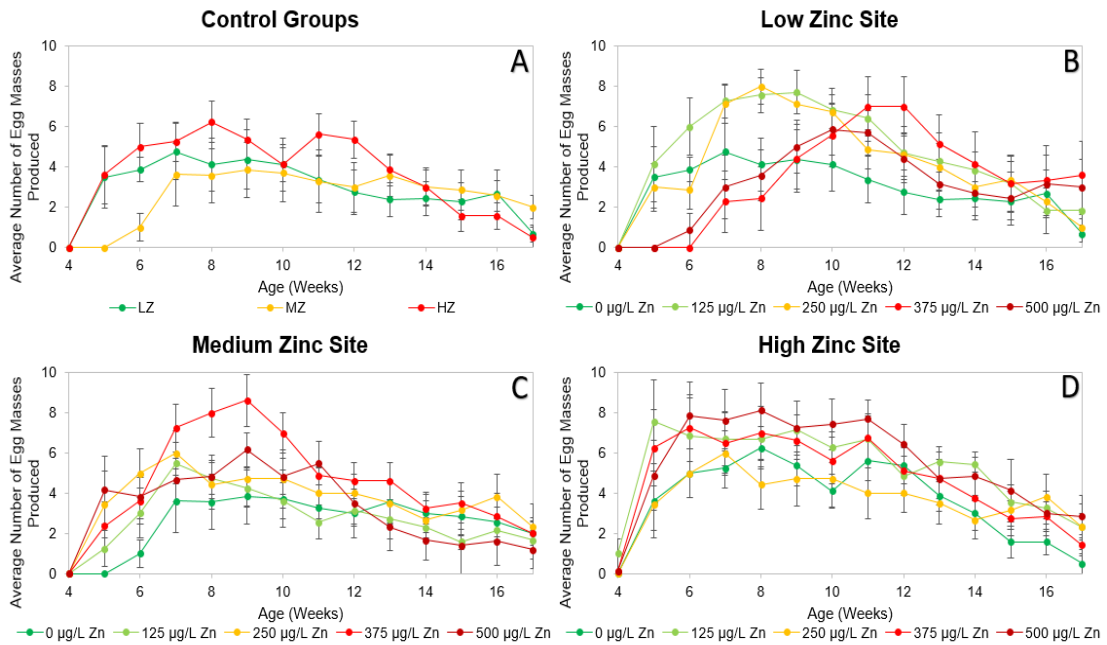 Control Groups
A
Average Number of Egg Masses
Produced
10
8
6
4
2
0
4 6 8 10 12 14 16
Age (Weeks)
LZ MZ HZ
Low Zinc Site
B
Average Number of Egg Masses
Produced
10
8
6
4
2
0
4 6 8 10 12 14 16
Age (Weeks)
0 µg/L Zn 125 µg/L Zn 250 µg/L Zn 375 µg/L Zn 500 µg/L Zn
Medium Zinc Site
C
Average Number of Egg Masses
Produced
10
8
6
4
2
0
4 6 8 10 12 14 16
Age (Weeks)
0 µg/L Zn 125 µg/L Zn 250 µg/L Zn 375 µg/L Zn 500 µg/L Zn
High Zinc Site
D
Average Number of Egg Masses
Produced
10
8
6
4
2
0
4 6 8 10 12 14 16
Age (Weeks)
0 µg/L Zn 125 µg/L Zn 250 µg/L Zn 375 µg/L Zn 500 µg/L Zn